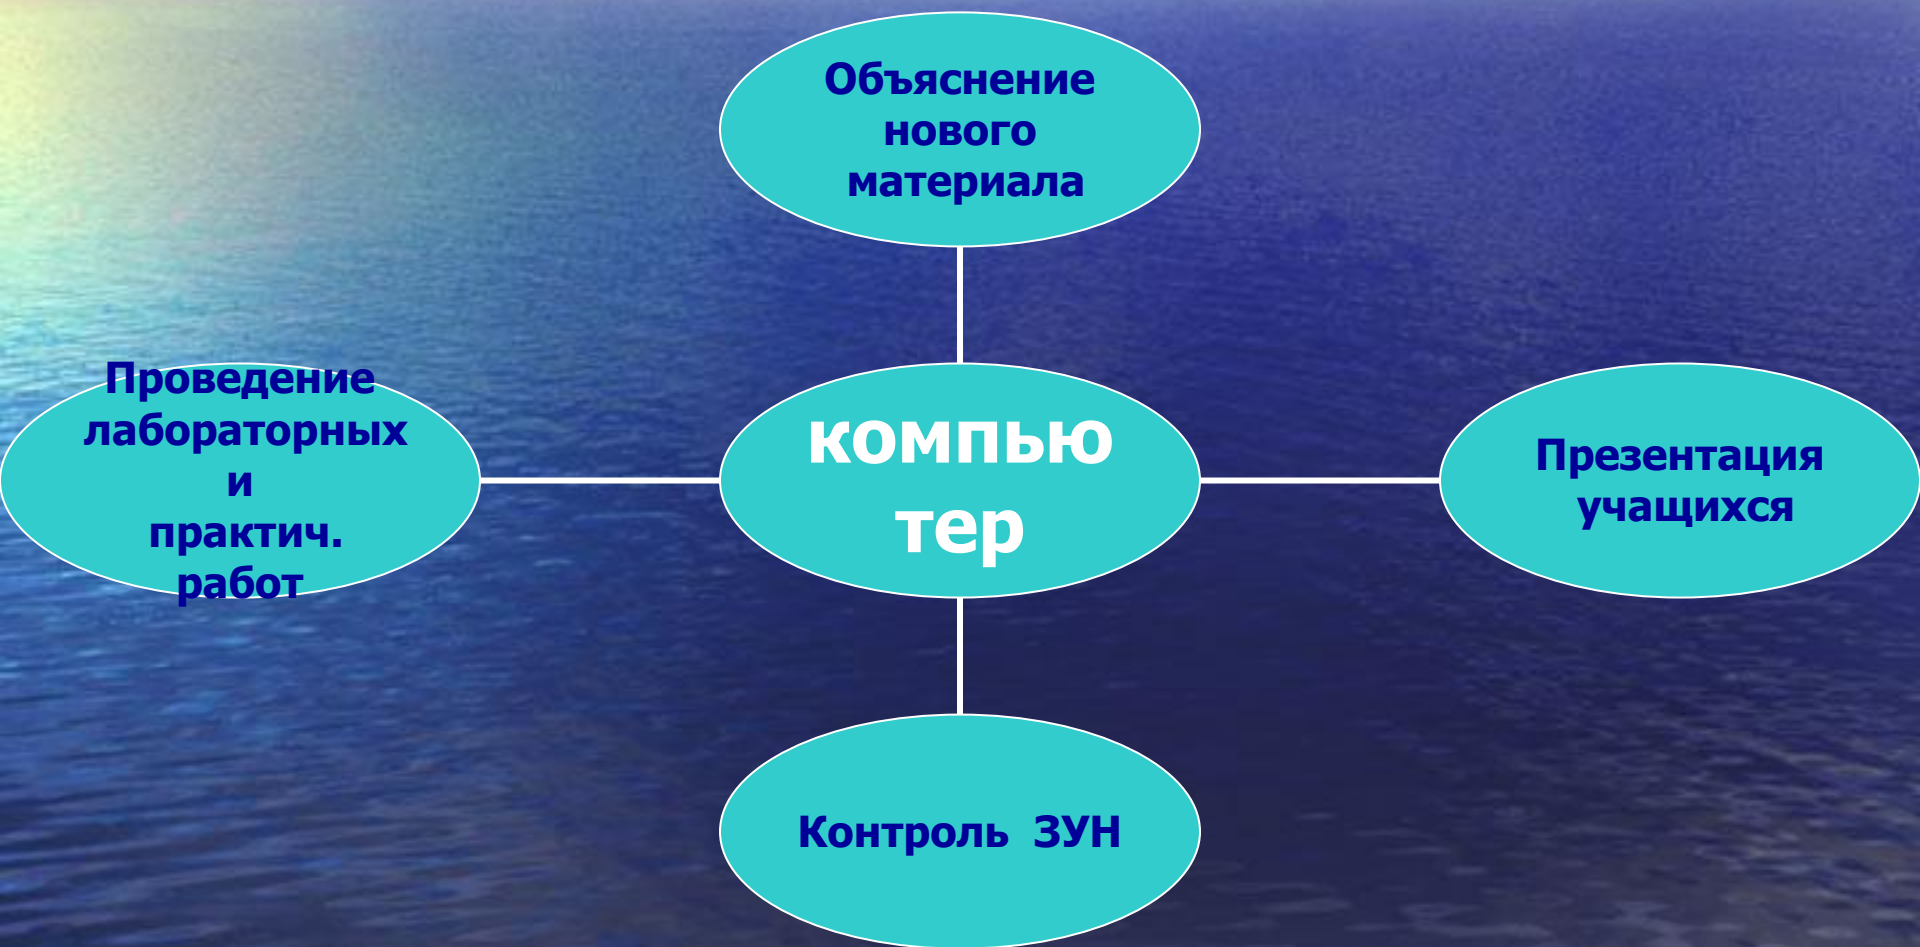 Объяснение
нового
материала
Проведение
лабораторных
и
практич.
работ
компью
тер
Презентация
учащихся
Контроль ЗУН